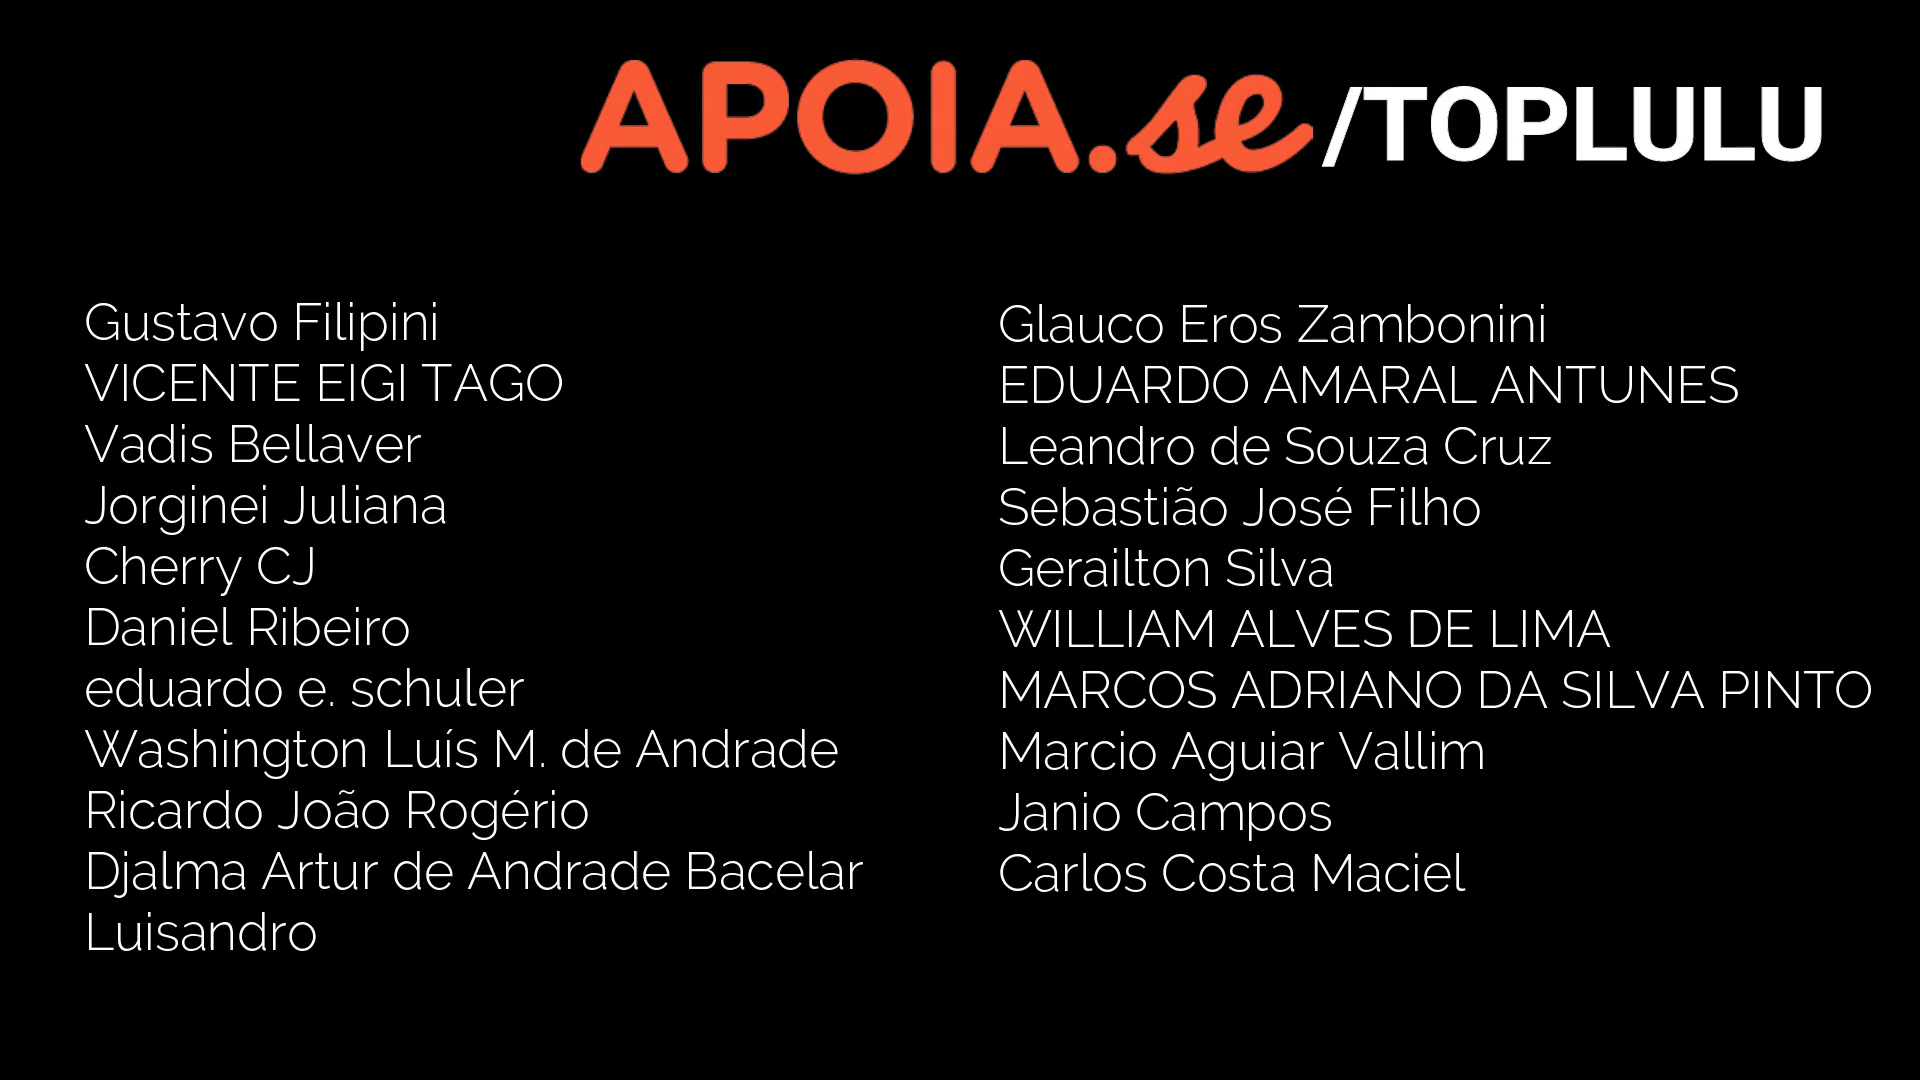 APOIA.se/TOPLULU
Gustavo Filipini
VICENTE EIGI TAGO
Vadis Bellaver
Jorginei Juliana
Cherry CJ
Daniel Ribeiro
eduardo e. schuler
Washington Luís M. de Andrade
Ricardo João Rogério
Djalma Artur de Andrade Bacelar
Luisandro
Glauco Eros Zambonini
EDUARDO AMARAL ANTUNES
Leandro de Souza Cruz
Sebastião José Filho
Gerailton Silva
WILLIAM ALVES DE LIMA
MARCOS ADRIANO DA SILVA PINTO
Marcio Aguiar Vallim
Janio Campos
Carlos Costa Maciel